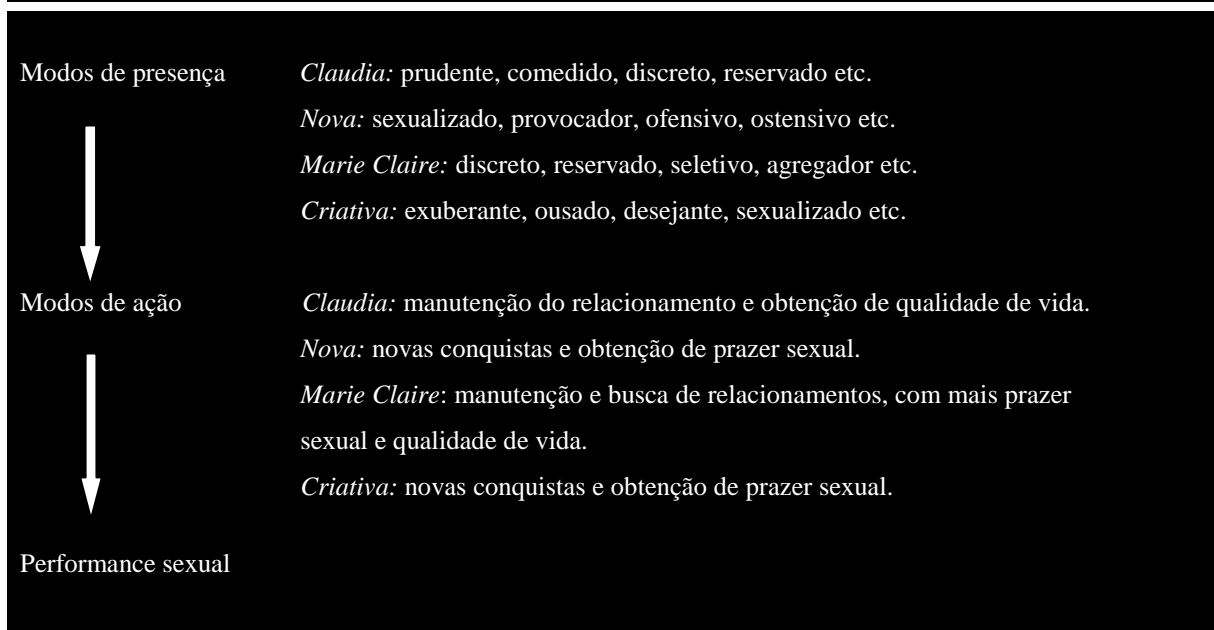 Modos de presença Claudia: prudente, comedido, discreto, reservado etc.
Nova: sexualizado, provocador, ofensivo, ostensivo etc.
Marie Claire: discreto, reservado, seletivo, agregador etc.
Criativa: exuberante, ousado, desejante, sexualizado etc.
Modos de ação Claudia: manutenção do relacionamento e obtenção de qualidade de vida.
Nova: novas conquistas e obtenção de prazer sexual.
Marie Claire: manutenção e busca de relacionamentos, com mais prazer
sexual e qualidade de vida.
Criativa: novas conquistas e obtenção de prazer sexual.
Performance sexual